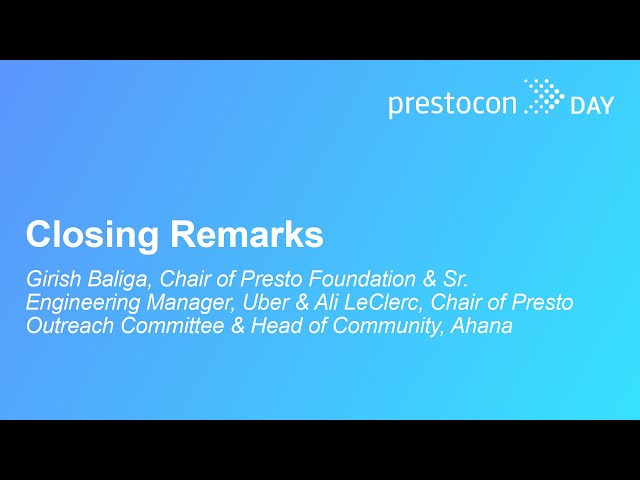 prestocon DAY
Closing Remarks
Girish Baliga, Chair of Presto Foundation & Sr.
Engineering Manager, Uber & Ali LeClerc, Chair of Presto
Outreach Committee & Head of Community, Ahana